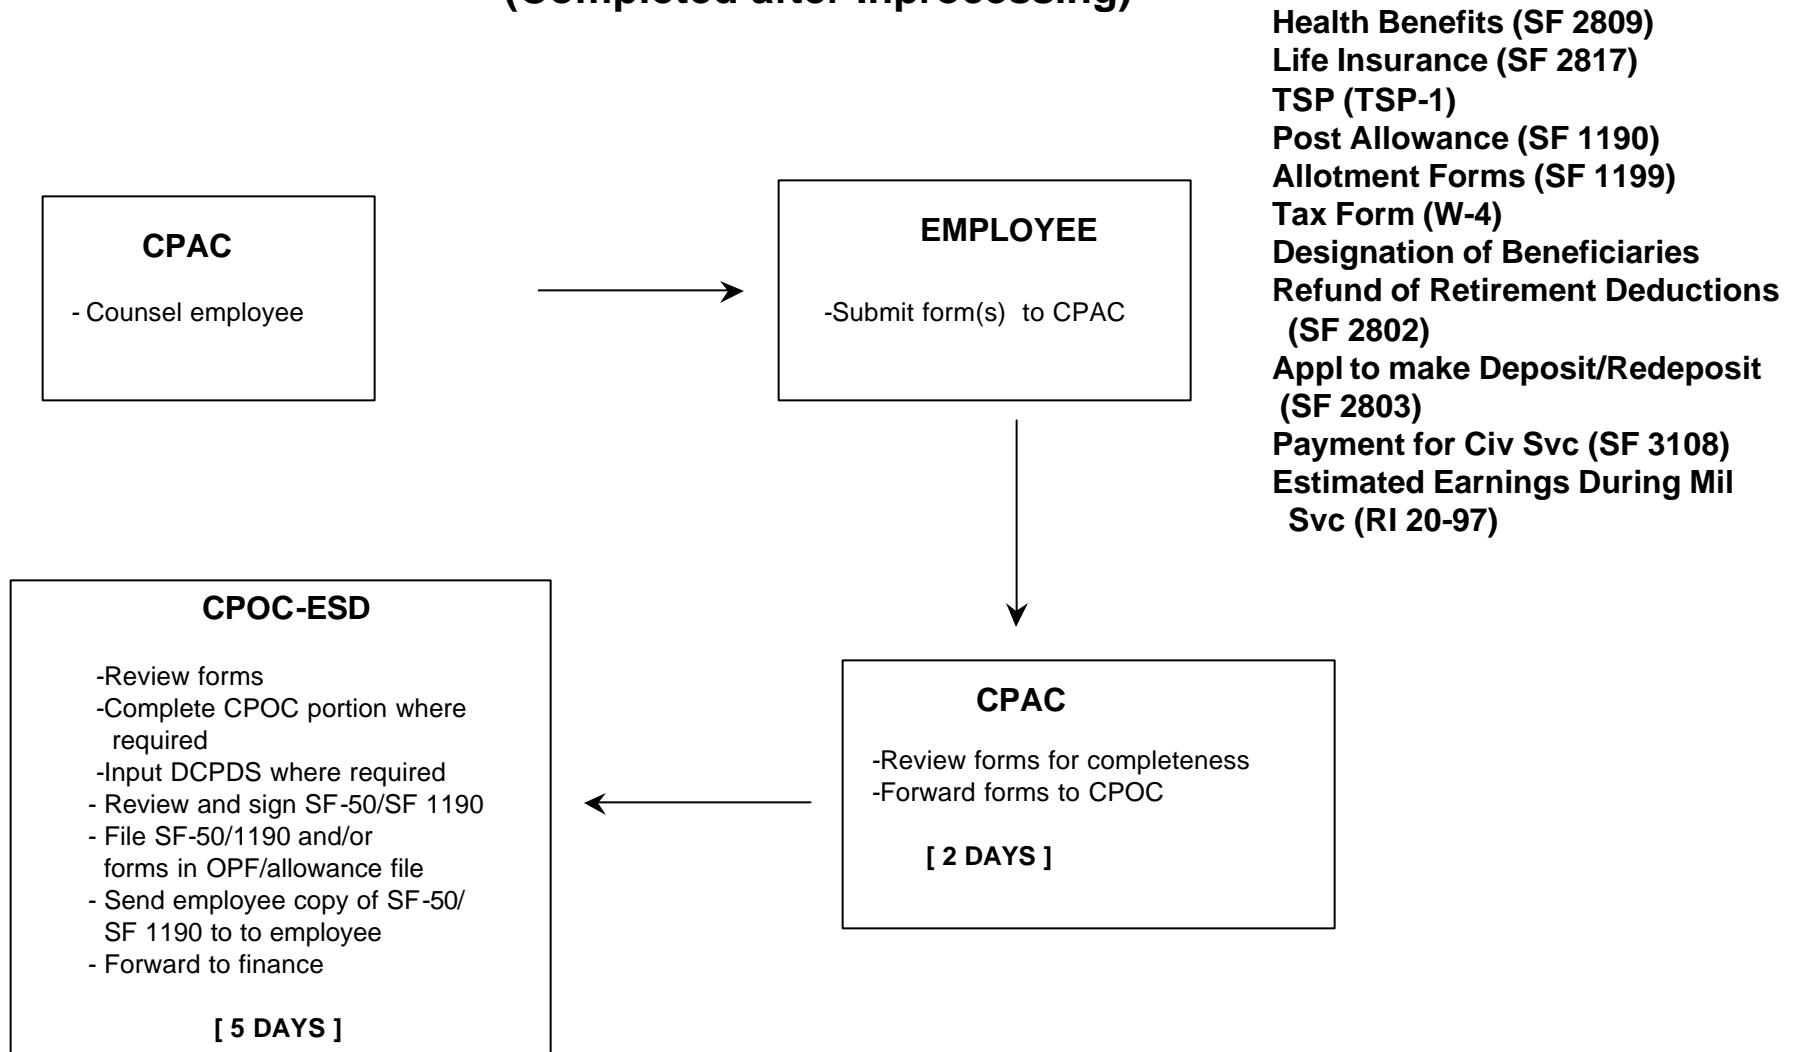 (Completed after Inprocessing)
Health Benefits (SF 2809)
Life Insurance (SF 2817)
TSP (TSP-1)
Post Allowance (SF 1190)
Allotment Forms (SF 1199)
Tax Form (W-4)
Designation of Beneficiaries
Refund of Retirement Deductions
(SF 2802)
Appl to make Deposit/Redeposit
(SF 2803)
Payment for Civ Svc (SF 3108)
Estimated Earnings During Mil
Svc (RI 20-97)
CPAC
- Counsel employee
EMPLOYEE
-Submit form(s) to CPAC
CPAC
-Review forms for completeness
-Forward forms to CPOC
[ 2 DAYS ]
CPOC-ESD
-Review forms
-Complete CPOC portion where
required
-Input DCPDS where required
- Review and sign SF-50/SF 1190
- File SF-50/1190 and/or
forms in OPF/allowance file
- Send employee copy of SF-50/
SF 1190 to to employee
- Forward to finance
[ 5 DAYS ]